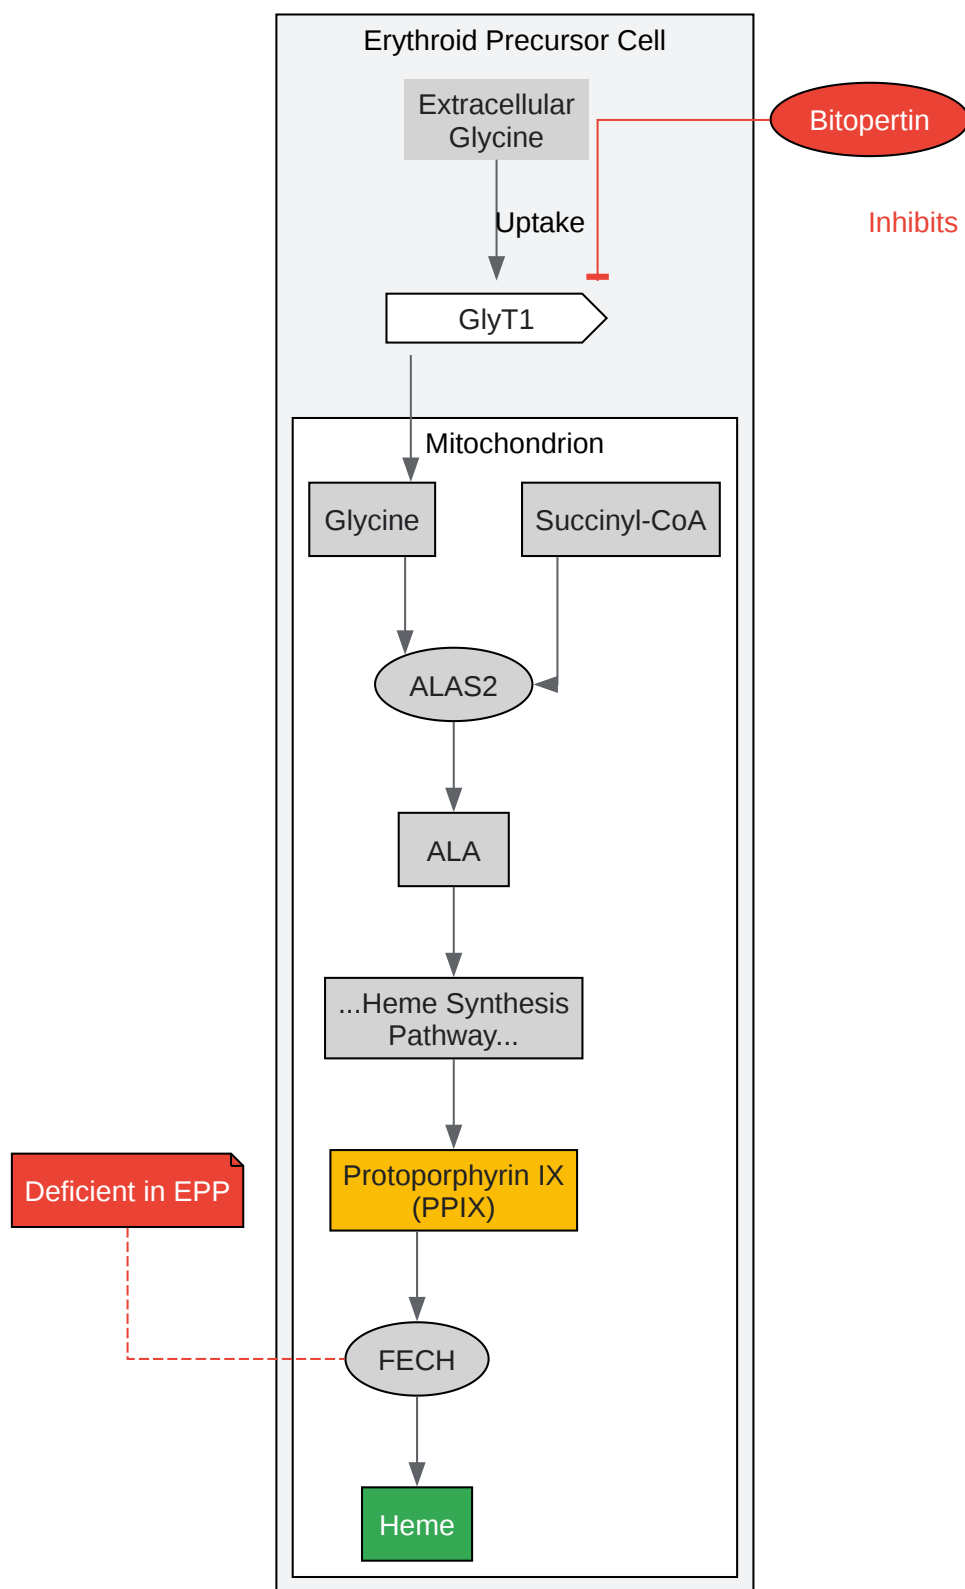 Erythroid Precursor Cell
Extracellular
Glycine
Bitopertin
Uptake
Inhibits
GlyT1
Mitochondrion
Glycine
Succinyl-CoA
ALAS2
ALA
...Heme Synthesis
Pathway...
Protoporphyrin IX
(PPIX)
Deficient in EPP
FECH
Heme